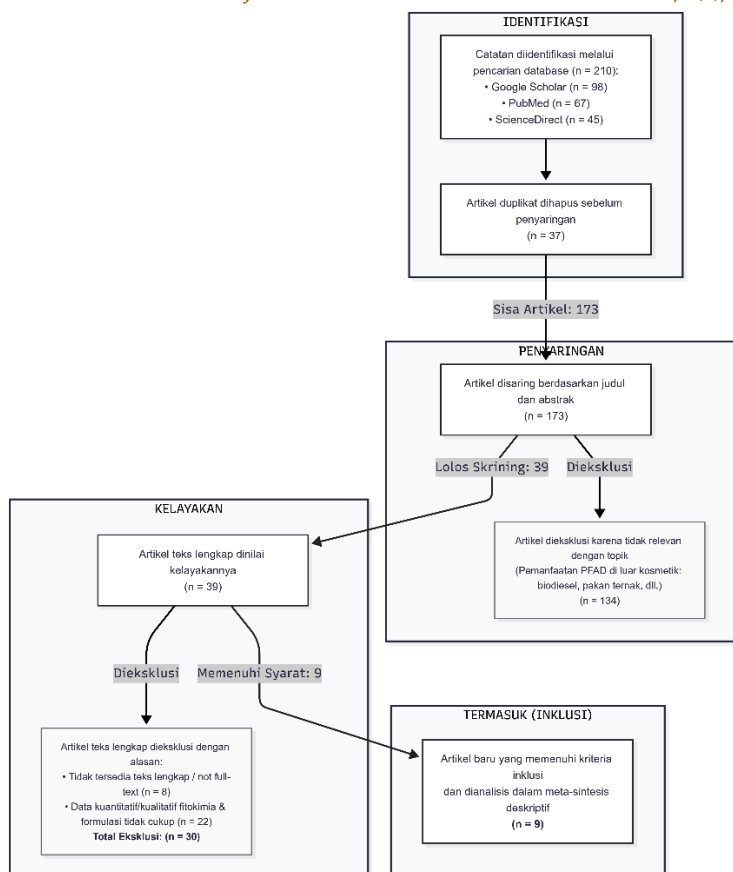 IDENTIFIKASI
Catatan diidentifikasi melalui
pencarian database (n = 210):
• Google Scholar (n = 98)
• PubMed (n = 67)
• ScienceDirect (n = 45)
Artikel duplikat dihapus sebelum
penyaringan
(n = 37)
Sisa Artikel: 173
PENYARINGAN
Artikel disaring berdasarkan judul
dan abstrak
(n = 173)
Lolos Skrining: 39
Dieksklusi
Artikel dieksklusi karena tidak relevan
dengan topik
(Pemanfaatan PFAD di luar kosmetik:
biodiesel, pakan ternak, dll.)
(n = 134)
KELAYAKAN
Artikel teks lengkap dinilai
kelayakannya
(n = 39)
Dieksklusi
Memenuhi Syarat: 9
Artikel teks lengkap dieksklusi dengan
alasan:
• Tidak tersedia teks lengkap / not full-
text (n = 8)
• Data kuantitatif/kualitatif fitokimia &
formulasi tidak cukup (n = 22)
Total Eksklusi: (n = 30)
TERMASUK (INKLUSI)
Artikel baru yang memenuhi kriteria
inklusi
dan dianalisis dalam meta-sintesis
deskriptif
(n = 9)